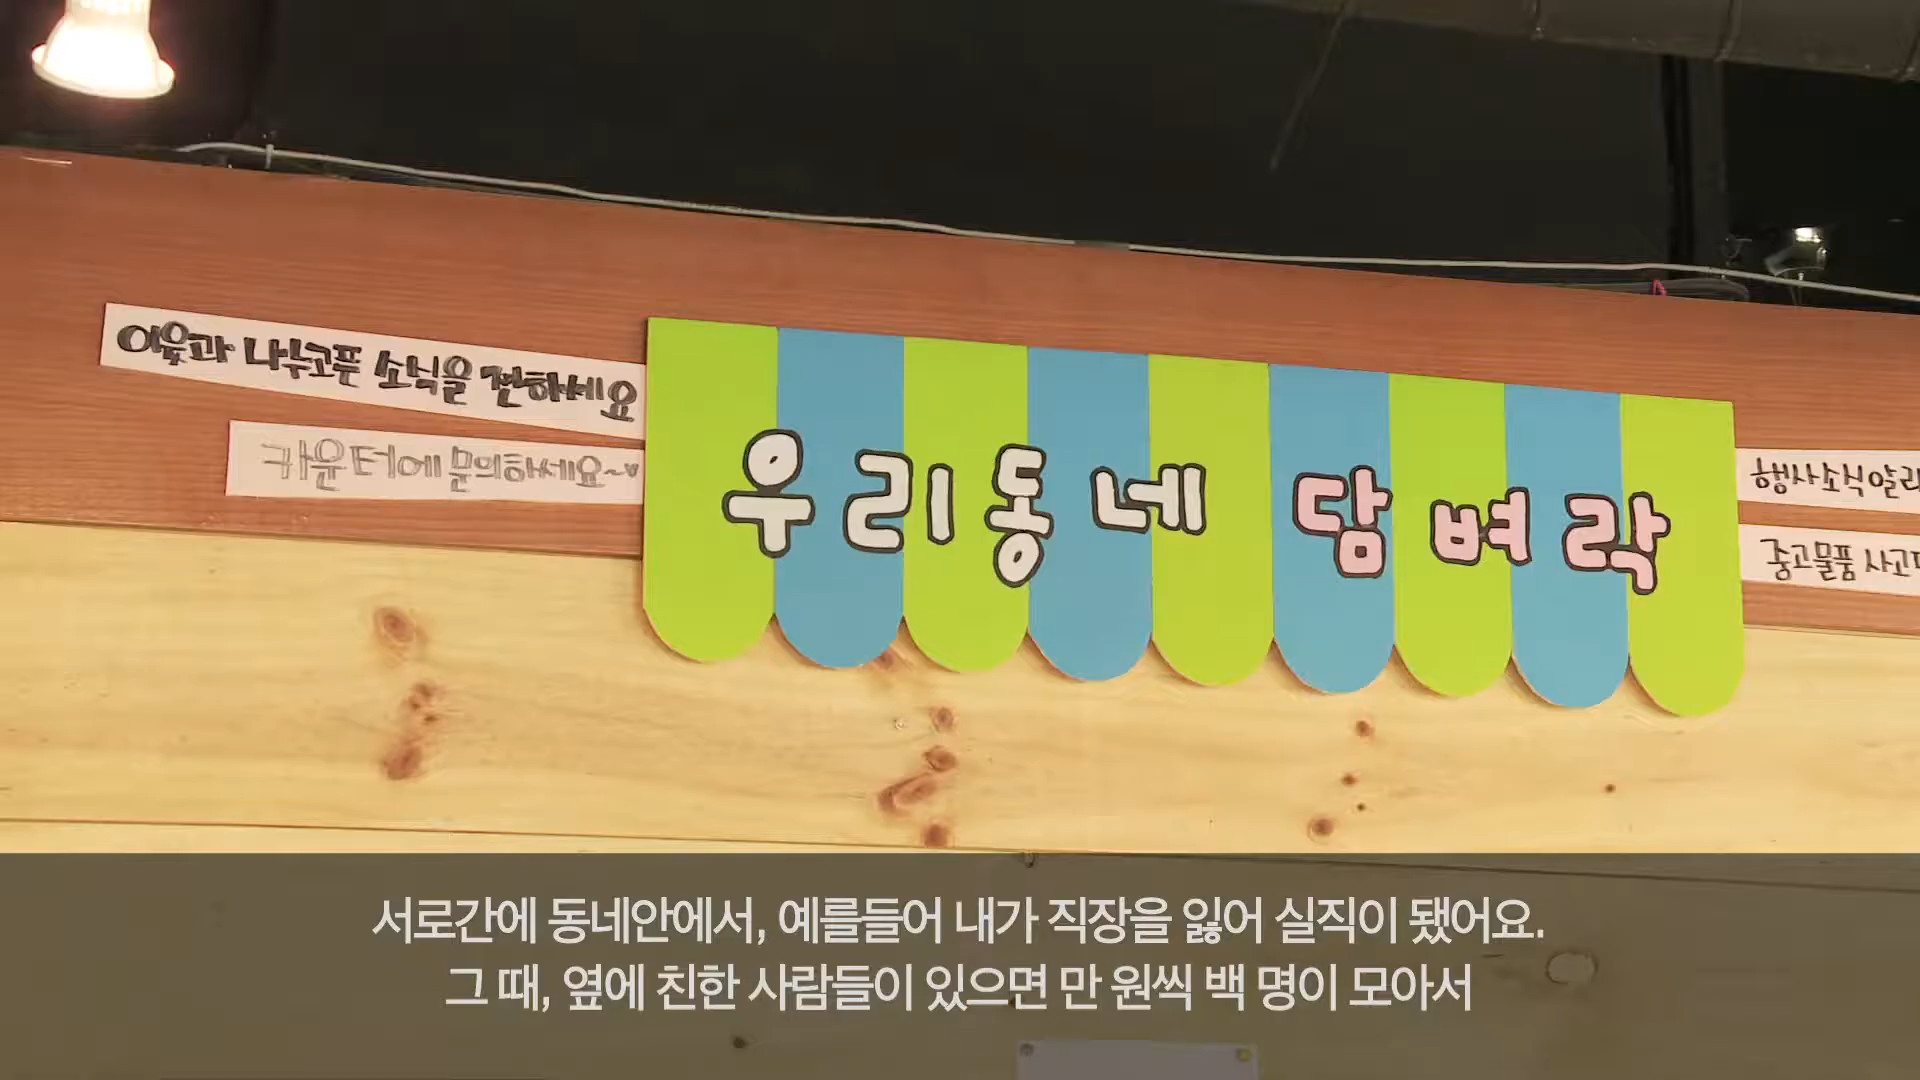 이웃과 나누고픈 소식을 전하세요
카운터에 문의하세요~♥
우리동네 담벼락
행사소식알리
중고물품 사고
서로간에 동네안에서, 예를들어 내가 직장을 잃어 실직이 됐어요.
그 때, 옆에 친한 사람들이 있으면 만 원씩 백 명이 모아서